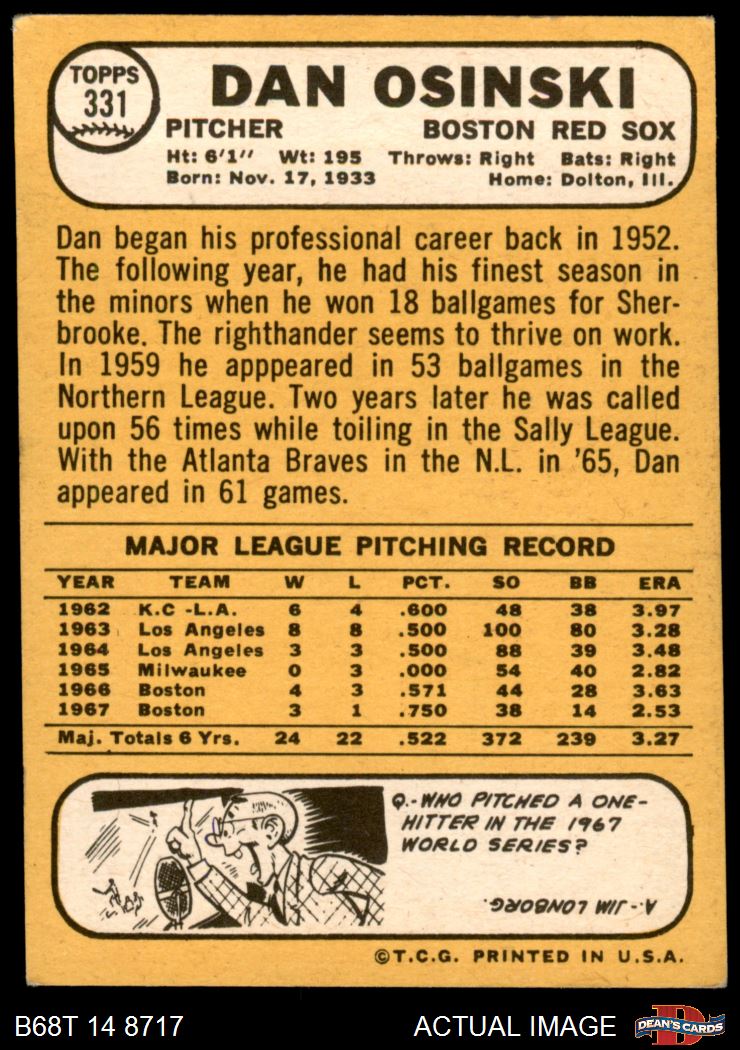 TOPPS
331
DAN OSINSKI
PITCHER BOSTON RED SOX
Ht: 6'1" Wt: 195 Throws: Right Bats: Right
Born: Nov. 17, 1933 Home: Dolton, Ill.
Dan began his professional career back in 1952.
The following year, he had his finest season in
the minors when he won 18 ballgames for Sher-
brooke. The righthander seems to thrive on work.
In 1959 he apppeared in 53 ballgames in the
Northern League. Two years later he was called
upon 56 times while toiling in the Sally League.
With the Atlanta Braves in the N.L. in '65, Dan
appeared in 61 games.
MAJOR LEAGUE PITCHING RECORD
YEAR TEAM W L PCT. SO BB ERA
1962 K.C -L.A. 6 4 .600 48 38 3.97
1963 Los Angeles 8 8 .500 100 80 3.28
1964 Los Angeles 3 3 .500 88 39 3.48
1965 Milwaukee 0 3 .000 54 40 2.82
1966 Boston 4 3 .571 44 28 3.63
1967 Boston 3 1 .750 38 14 2.53
Maj. Totals 6 Yrs. 24 22 .522 372 239 3.27
Q.-WHO PITCHED A ONE-
HITTER IN THE 1967
WORLD SERIES?
A.-JIM LONBORG.
©T.C.G. PRINTED IN U.S.A.
B68T 14 8717 ACTUAL IMAGE D DEAN'S CARDS